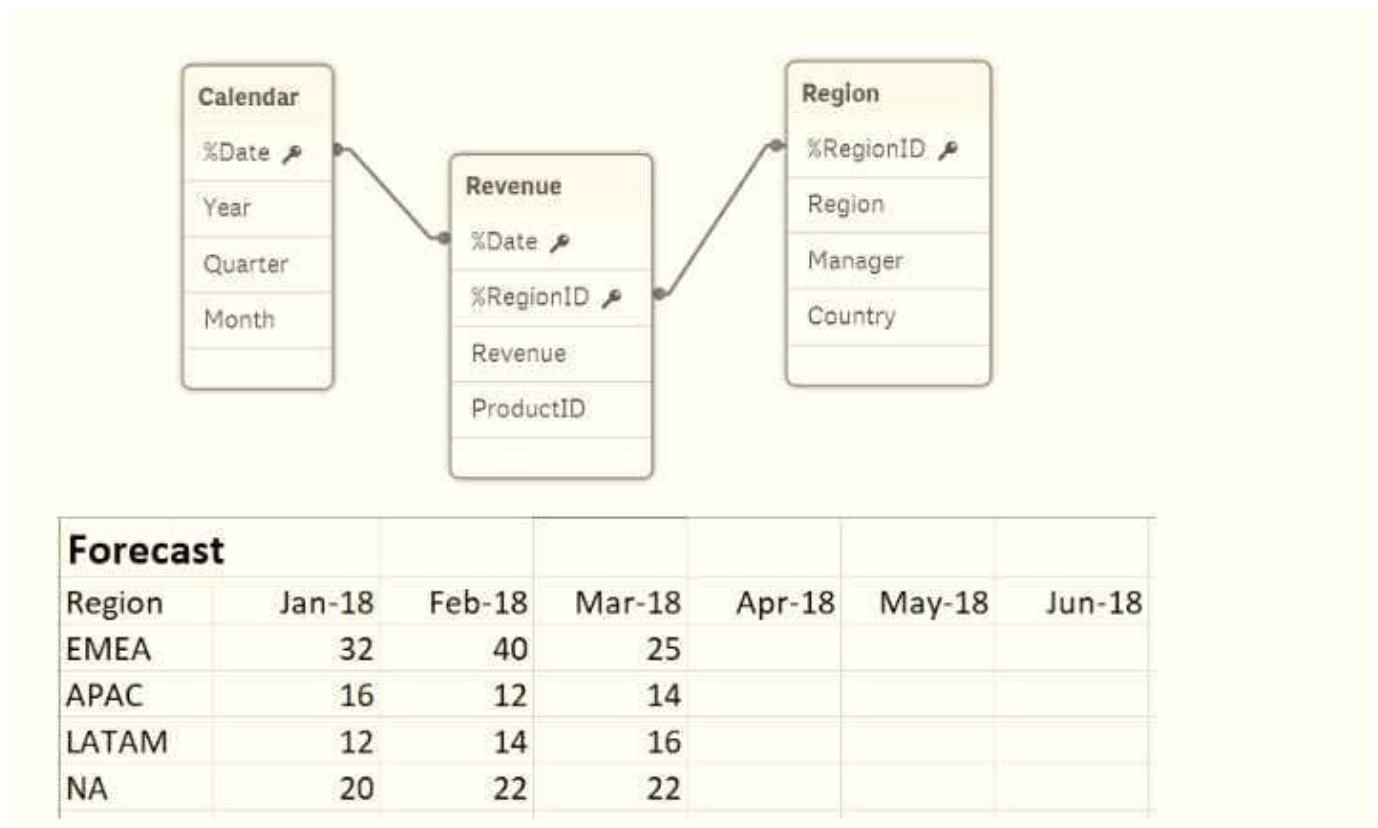 Calendar
%Date
Year
Quarter
Month
Revenue
%Date
%RegionID
Revenue
ProductID
Region
%RegionID
Region
Manager
Country
Forecast
Region Jan-18 Feb-18 Mar-18 Apr-18 May-18 Jun-18
EMEA 32 40 25
APAC 16 12 14
LATAM 12 14 16
NA 20 22 22